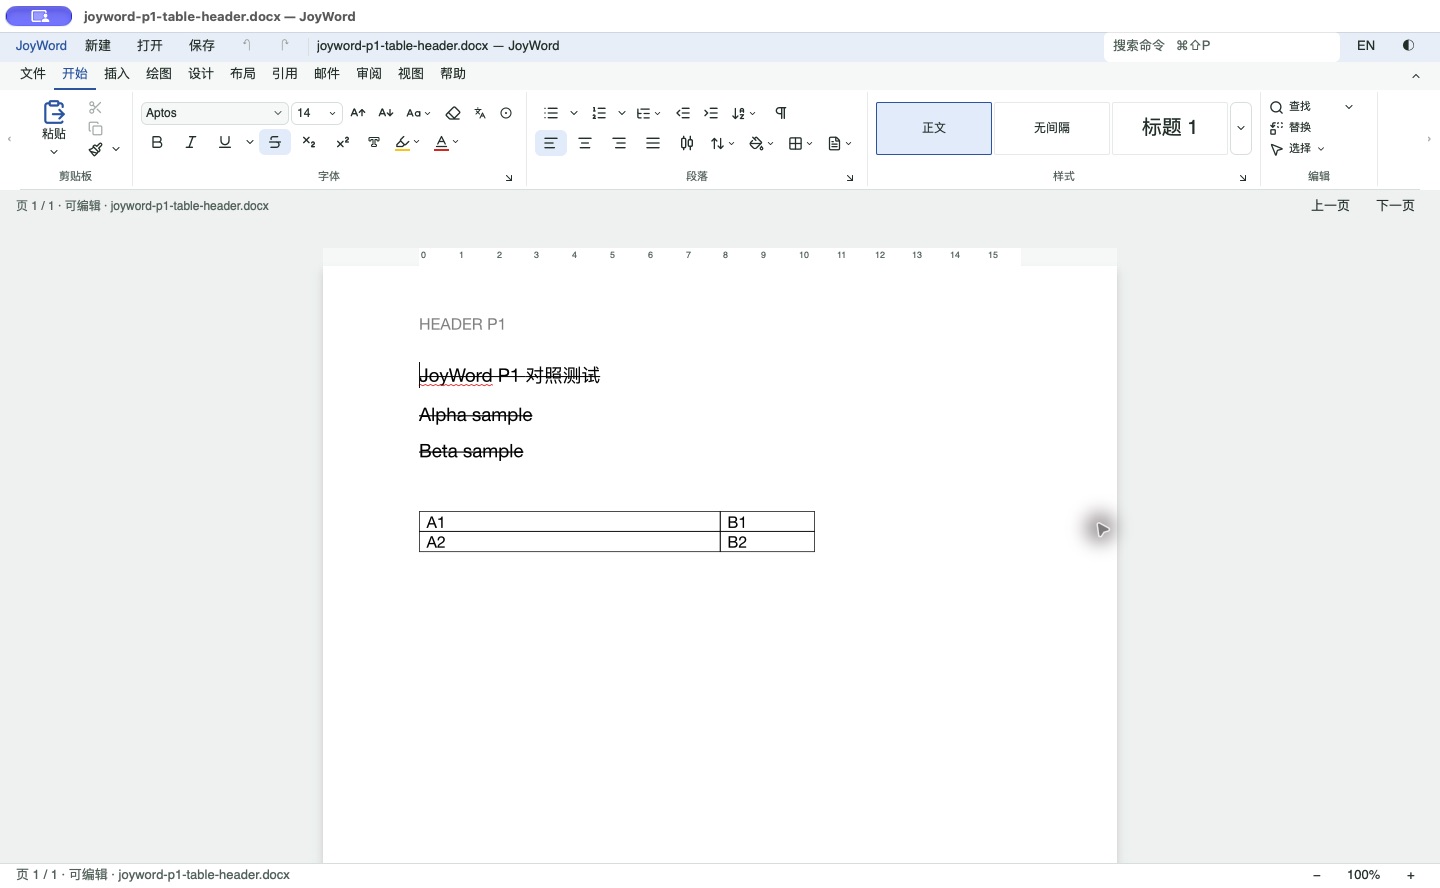 joyword-p1-table-header.docx — JoyWord
JoyWord 新建 打开 保存 joyword-p1-table-header.docx — JoyWord 搜索命令 ⌘⇧P EN
文件 开始 插入 绘图 设计 布局 引用 邮件 审阅 视图 帮助
粘贴
剪贴板
Aptos 14
字体
段落
正文 无间隔 标题 1
样式
查找
替换
选择
编辑
页 1 / 1 · 可编辑 · joyword-p1-table-header.docx 上一页 下一页
0 1 2 3 4 5 6 7 8 9 10 11 12 13 14 15
HEADER P1
JoyWord P1 对照测试
Alpha sample
Beta sample
A1 B1
A2 B2
页 1 / 1 · 可编辑 · joyword-p1-table-header.docx − 100% +